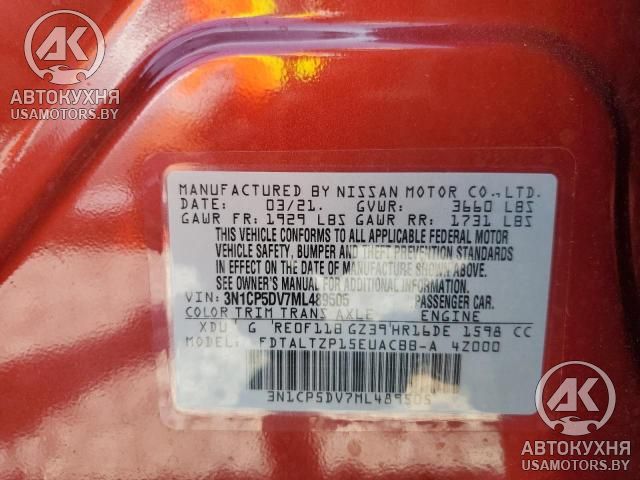 AK
АВТОКУХНЯ
USAMOTORS.BY
MANUFACTURED BY NISSAN MOTOR CO.,LTD.
DATE: 03/21. GVWR: 3660 LBS
GAWR FR: 1929 LBS GAWR RR: 1731 LBS
THIS VEHICLE CONFORMS TO ALL APPLICABLE FEDERAL MOTOR
VEHICLE SAFETY, BUMPER AND THEFT PREVENTION STANDARDS
IN EFFECT ON THE DATE OF MANUFACTURE SHOWN ABOVE.
SEE OWNER'S MANUAL FOR ADDITIONAL INFORMATION
VIN: 3N1CP5DV7ML489505 PASSENGER CAR.
COLOR TRIM TRANS AXLE ENGINE
XDU G RE0F11B GZ39 HR16DE 1598 CC
MODEL: FDTALTZP15EUACBB-A 4Z000
3N1CP5DV7ML489505
AK
АВТОКУХНЯ
USAMOTORS.BY